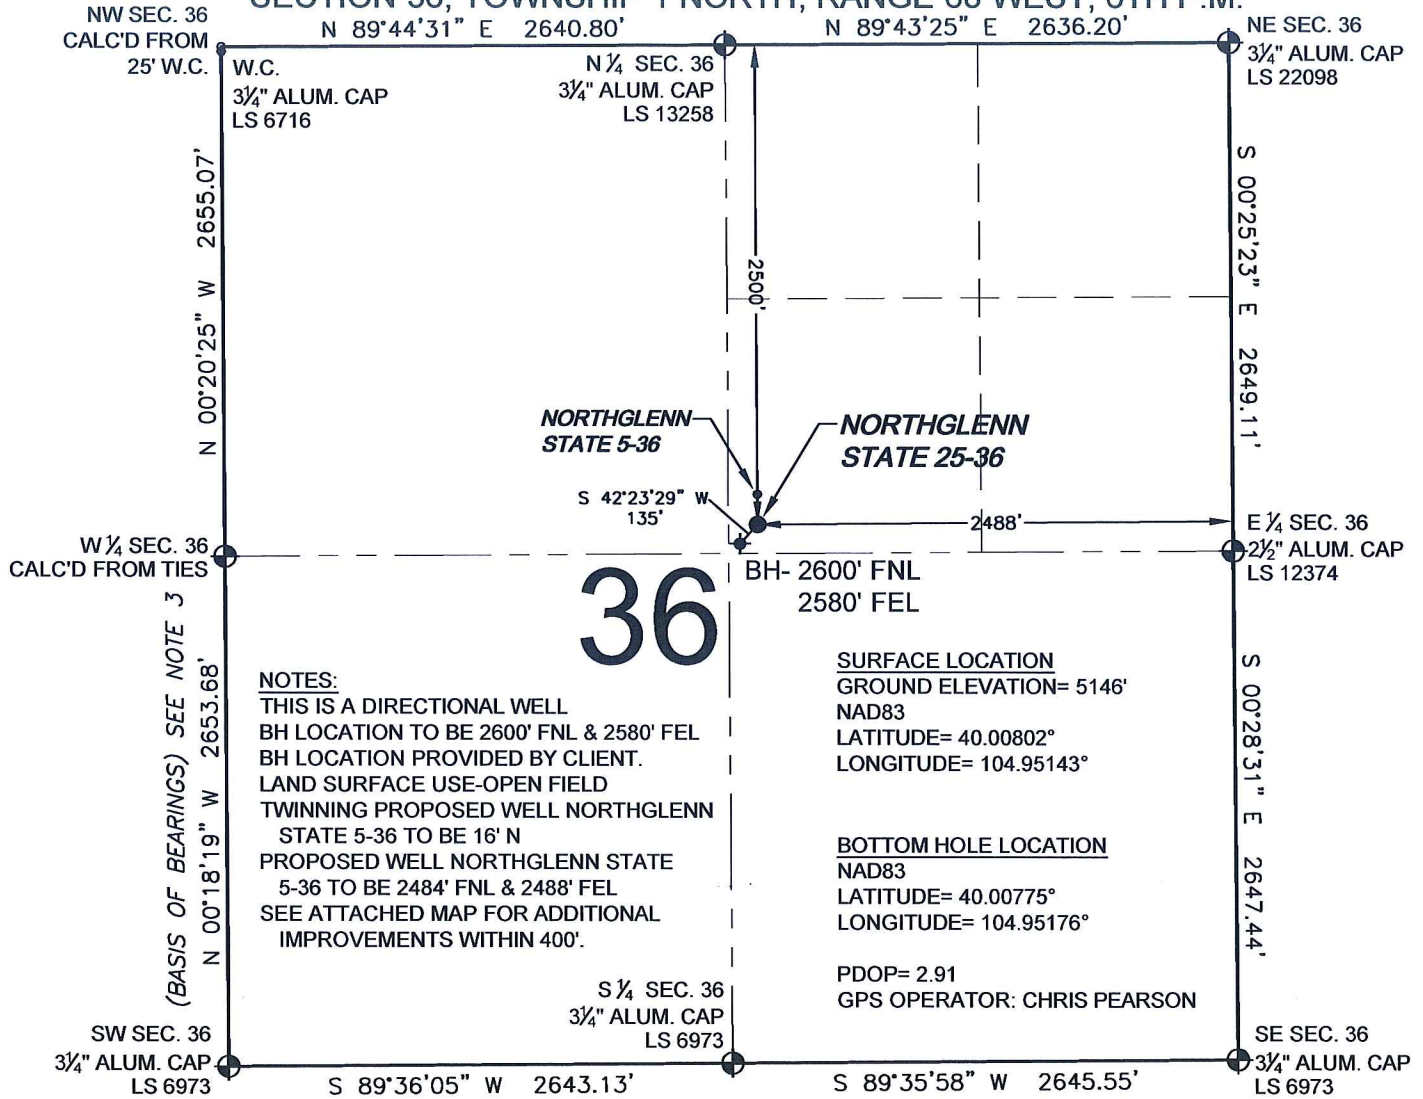 N 89°44'31" E 2640.80'
N 89°43'25" E 2636.20'
NW SEC. 36
CALC'D FROM
25' W.C.
W.C.
3¼" ALUM. CAP
LS 6716
N ¼ SEC. 36
3¼" ALUM. CAP
LS 13258
NE SEC. 36
3¼" ALUM. CAP
LS 22098
N 00°20'25" W 2655.07'
S 00°25'23" E 2649.11'
2500'
NORTHGLENN
STATE 5-36
NORTHGLENN
STATE 25-36
S 42°23'29" W
135'
2488'
W ¼ SEC. 36
CALC'D FROM TIES
E ¼ SEC. 36
2½" ALUM. CAP
LS 12374
36
BH- 2600' FNL
2580' FEL
(BASIS OF BEARINGS) SEE NOTE 3
N 00°18'19" W 2653.68'
S 00°28'31" E 2647.44'
NOTES:
THIS IS A DIRECTIONAL WELL
BH LOCATION TO BE 2600' FNL & 2580' FEL
BH LOCATION PROVIDED BY CLIENT.
LAND SURFACE USE-OPEN FIELD
TWINNING PROPOSED WELL NORTHGLENN
STATE 5-36 TO BE 16' N
PROPOSED WELL NORTHGLENN STATE
5-36 TO BE 2484' FNL & 2488' FEL
SEE ATTACHED MAP FOR ADDITIONAL
IMPROVEMENTS WITHIN 400'.
SURFACE LOCATION
GROUND ELEVATION= 5146'
NAD83
LATITUDE= 40.00802°
LONGITUDE= 104.95143°
BOTTOM HOLE LOCATION
NAD83
LATITUDE= 40.00775°
LONGITUDE= 104.95176°
PDOP= 2.91
GPS OPERATOR: CHRIS PEARSON
SW SEC. 36
3¼" ALUM. CAP
LS 6973
S ¼ SEC. 36
3¼" ALUM. CAP
LS 6973
SE SEC. 36
3¼" ALUM. CAP
LS 6973
S 89°36'05" W 2643.13'
S 89°35'58" W 2645.55'